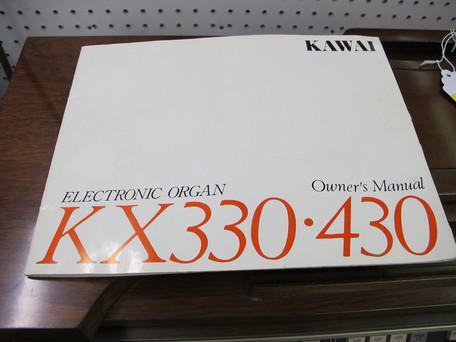 KAWAI
ELECTRONIC ORGAN
Owner's Manual
KX330·430